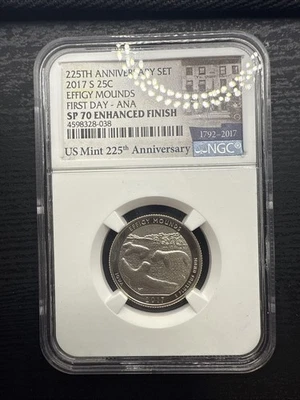 225TH ANNIVERSARY SET
2017 S 25C
EFFIGY MOUNDS
FIRST DAY - ANA
SP 70 ENHANCED FINISH
4598328-038
1792-2017
US Mint 225th Anniversary
NGC
EFFIGY MOUNDS
2017